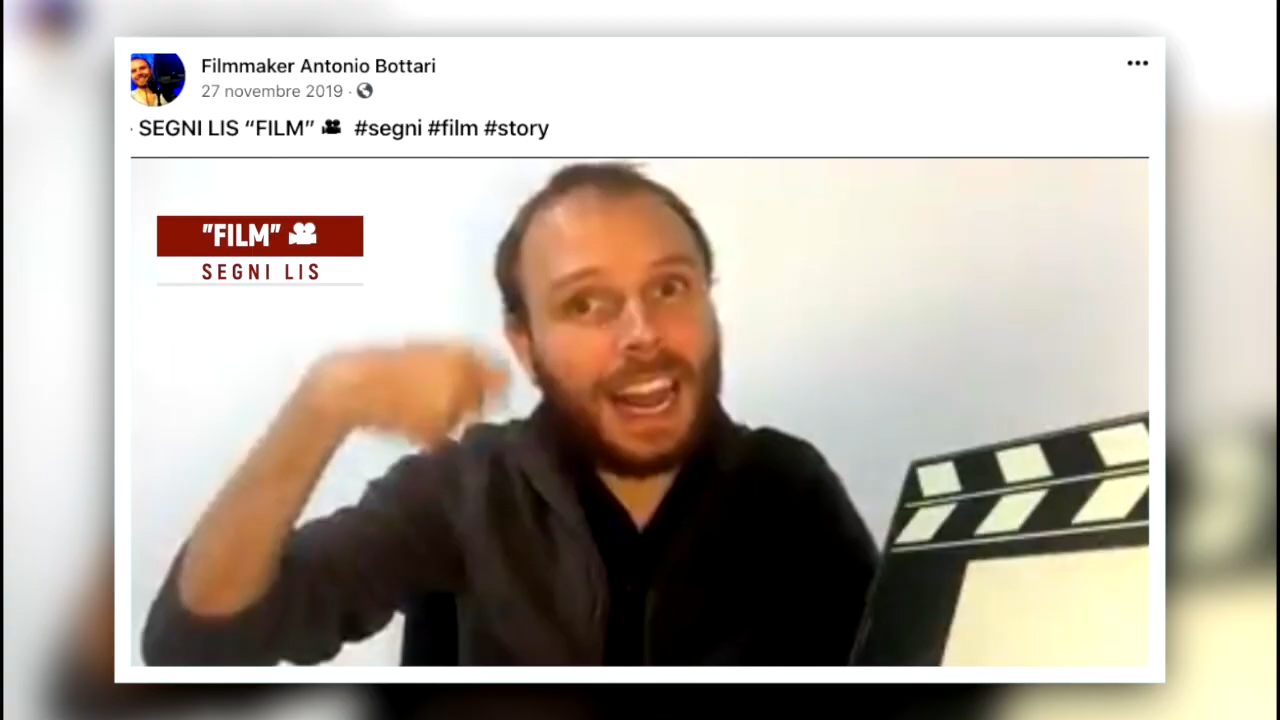 Filmmaker Antonio Bottari
27 novembre 2019 ·
· SEGNI LIS “FILM” 🎥 #segni #film #story
"FILM" 🎥
SEGNI LIS